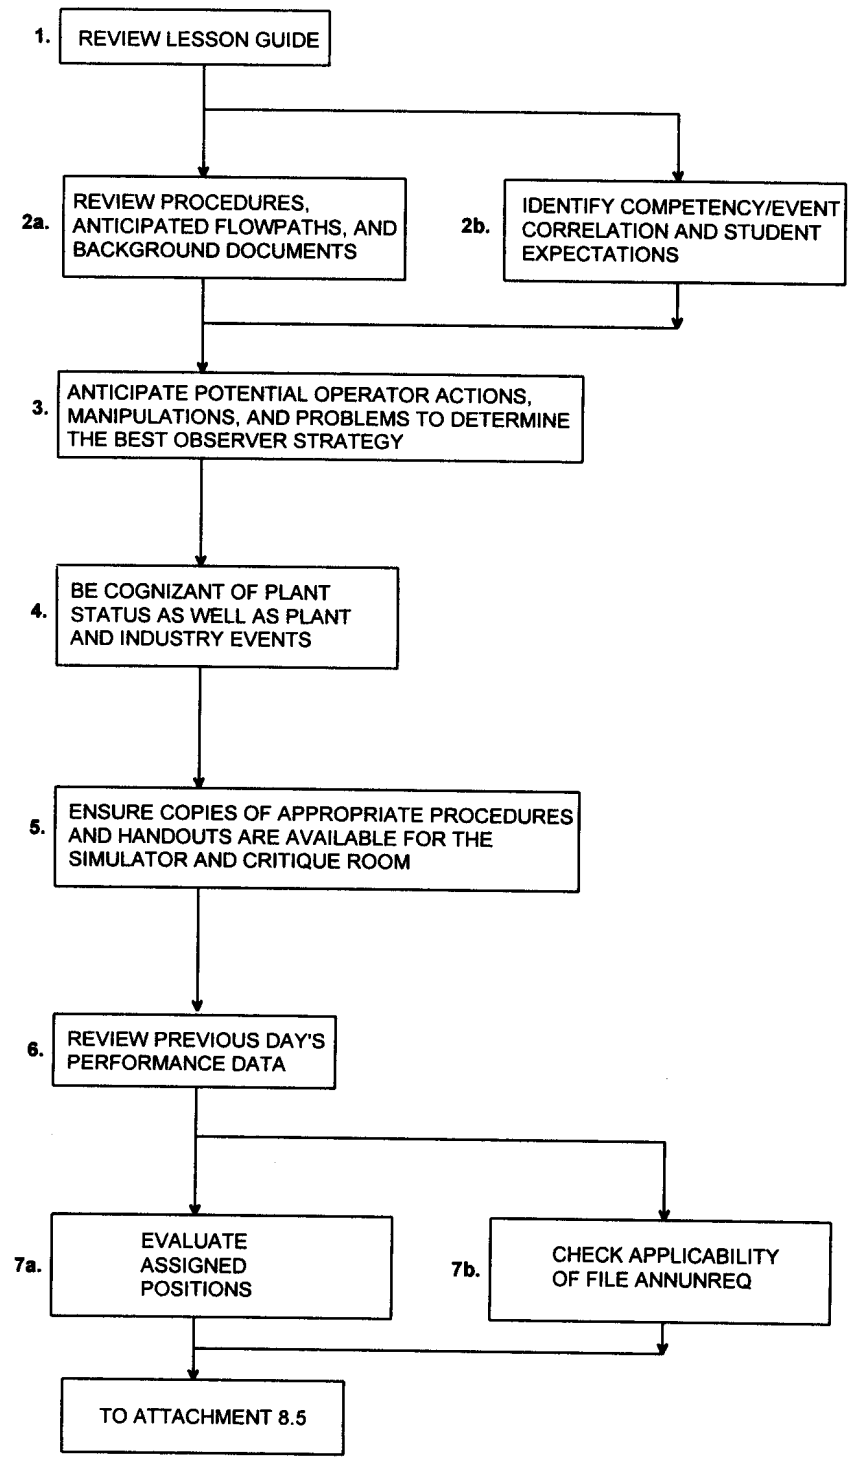 1. REVIEW LESSON GUIDE
2a. REVIEW PROCEDURES,
ANTICIPATED FLOWPATHS, AND
BACKGROUND DOCUMENTS
2b. IDENTIFY COMPETENCY/EVENT
CORRELATION AND STUDENT
EXPECTATIONS
3. ANTICIPATE POTENTIAL OPERATOR ACTIONS,
MANIPULATIONS, AND PROBLEMS TO DETERMINE
THE BEST OBSERVER STRATEGY
4. BE COGNIZANT OF PLANT
STATUS AS WELL AS PLANT
AND INDUSTRY EVENTS
5. ENSURE COPIES OF APPROPRIATE PROCEDURES
AND HANDOUTS ARE AVAILABLE FOR THE
SIMULATOR AND CRITIQUE ROOM
6. REVIEW PREVIOUS DAY'S
PERFORMANCE DATA
7a. EVALUATE
ASSIGNED
POSITIONS
7b. CHECK APPLICABILITY
OF FILE ANNUNREQ
TO ATTACHMENT 8.5